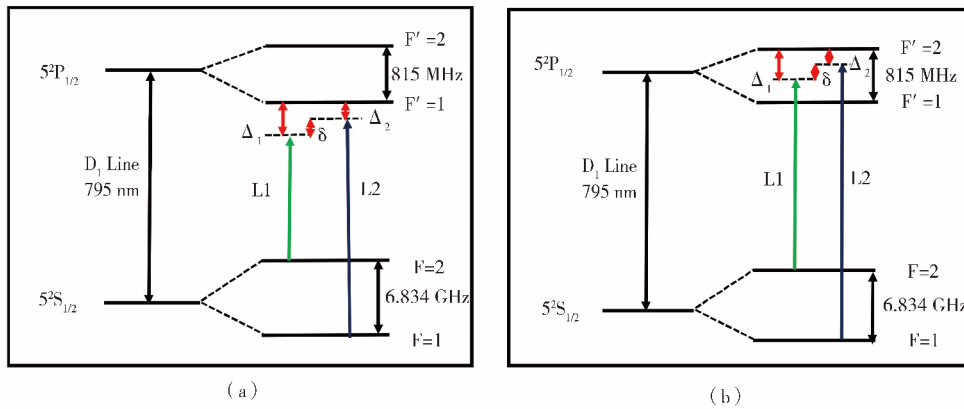 F′ =2
5²P₁/₂
815 MHz
F′ =1
Δ₁
δ
Δ₂
D₁ Line
795 nm
L1
L2
F=2
5²S₁/₂
6.834 GHz
F=1
(a)
F′ =2
5²P₁/₂
Δ₁
δ
Δ₂
815 MHz
F′ =1
D₁ Line
795 nm
L1
L2
F=2
5²S₁/₂
6.834 GHz
F=1
(b)